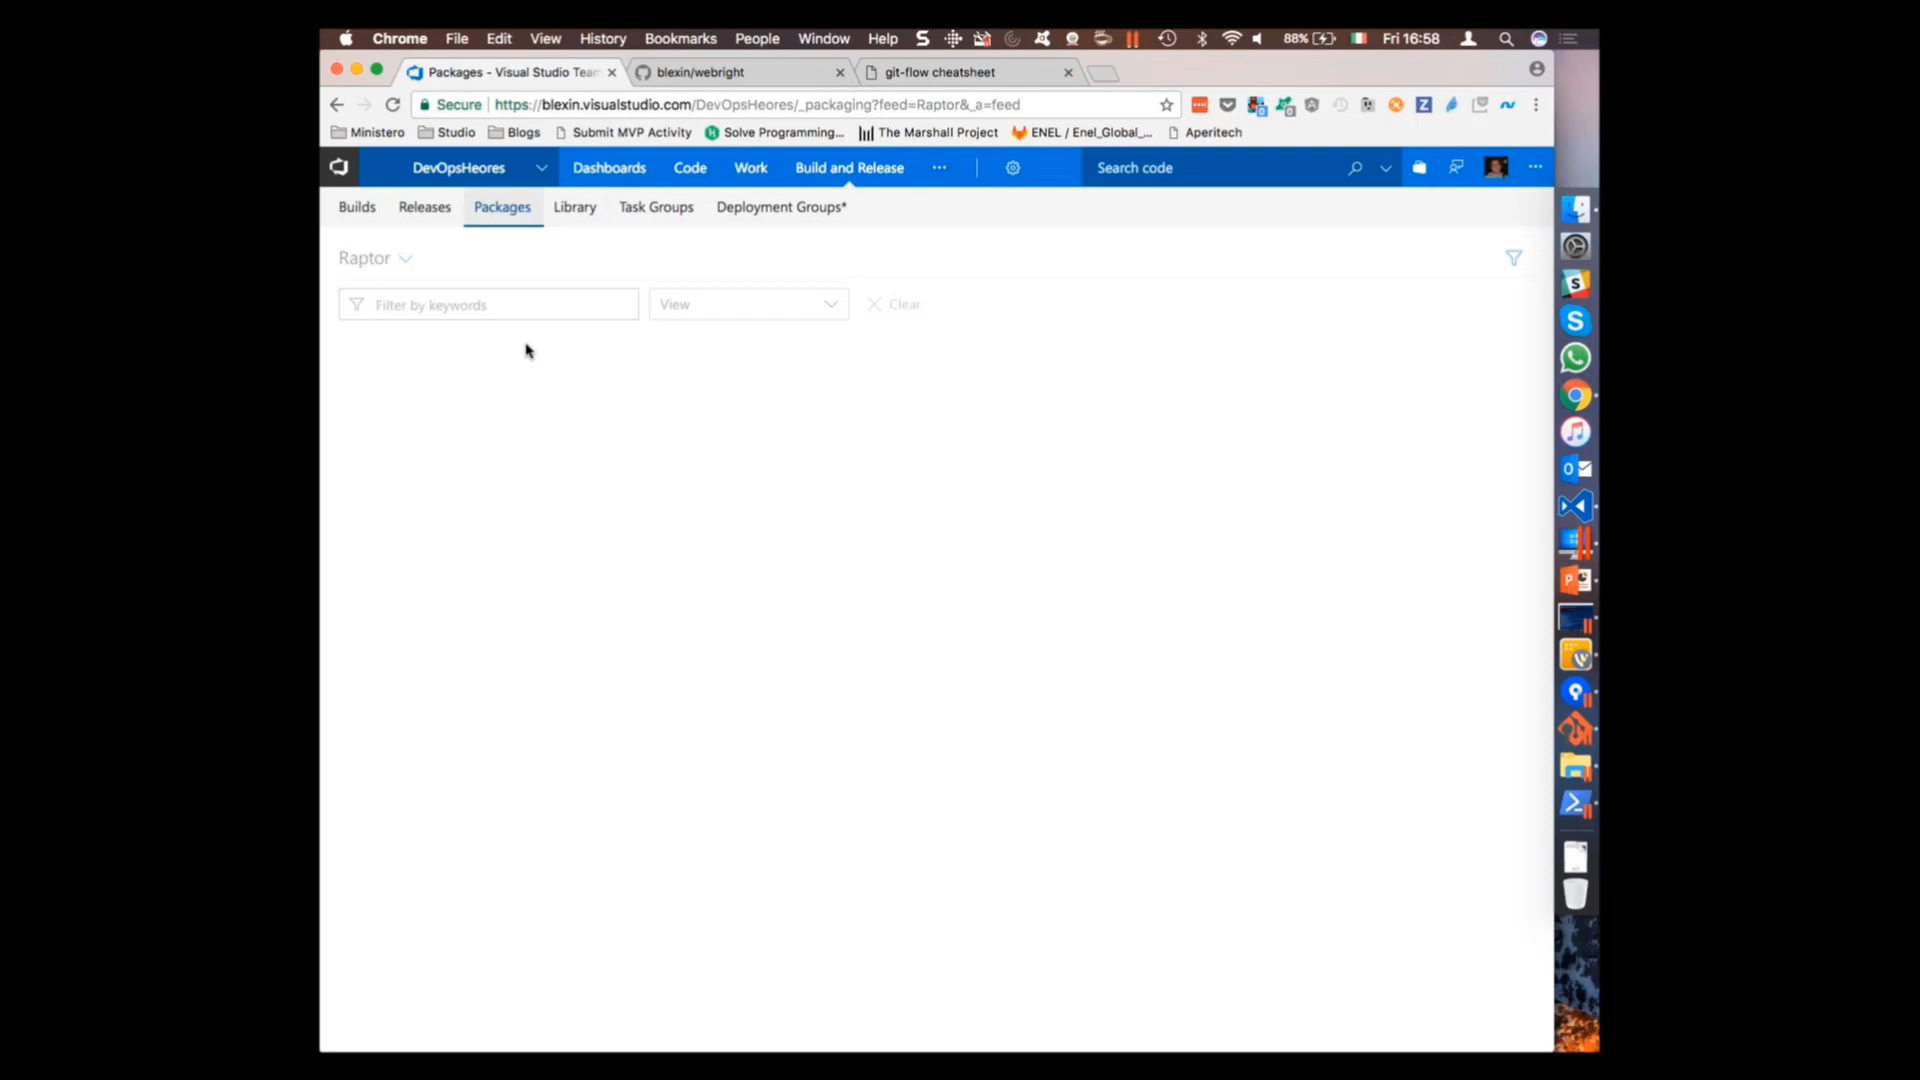 Chrome File Edit View History Bookmarks People Window Help 88% Fri 16:58
Packages - Visual Studio Team blexin/webright git-flow cheatsheet
Secure https://blexin.visualstudio.com/DevOpsHeores/_packaging?feed=Raptor&_a=feed
Ministero Studio Blogs Submit MVP Activity Solve Programming... The Marshall Project ENEL / Enel_Global_... Aperitech
DevOpsHeores Dashboards Code Work Build and Release ... Search code ...
Builds Releases Packages Library Task Groups Deployment Groups*
Raptor
Filter by keywords View Clear